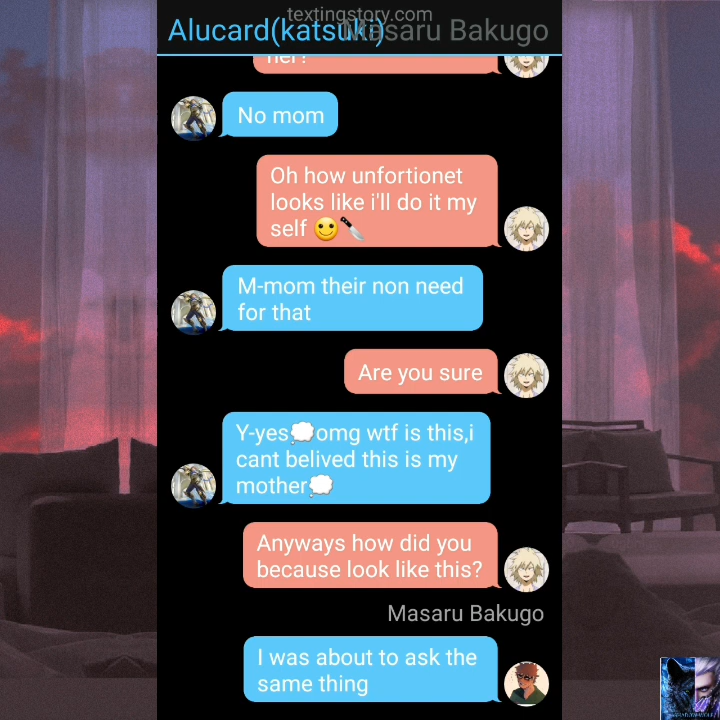 textingstory.com
Alucard(katsuki)
Masaru Bakugo
her?
No mom
Oh how unfortionet
looks like i'll do it my
self 🙂🔪
M-mom their non need
for that
Are you sure
Y-yes💭omg wtf is this,i
cant belived this is my
mother💭
Anyways how did you
because look like this?
Masaru Bakugo
I was about to ask the
same thing